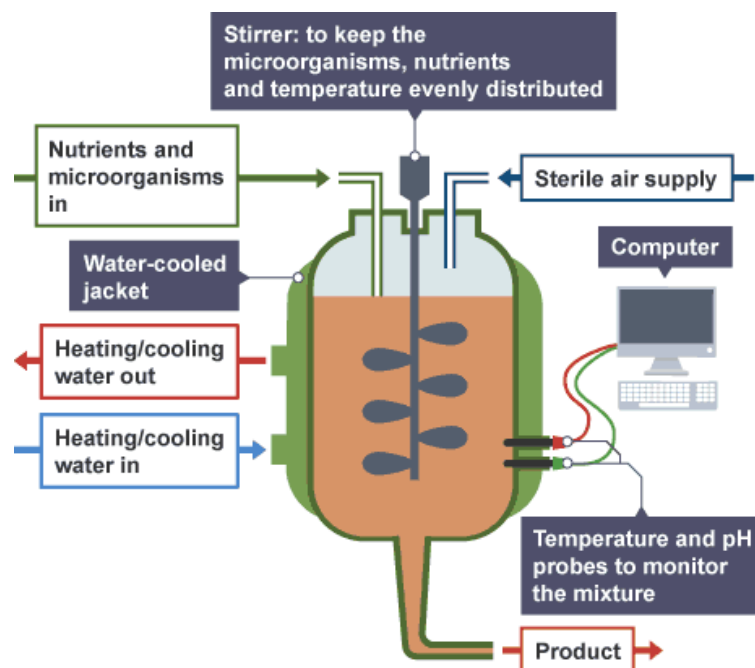 Stirrer: to keep the
microorganisms, nutrients
and temperature evenly distributed
Nutrients and
microorganisms
in
Sterile air supply
Water-cooled
jacket
Computer
Heating/cooling
water out
Heating/cooling
water in
Temperature and pH
probes to monitor
the mixture
Product